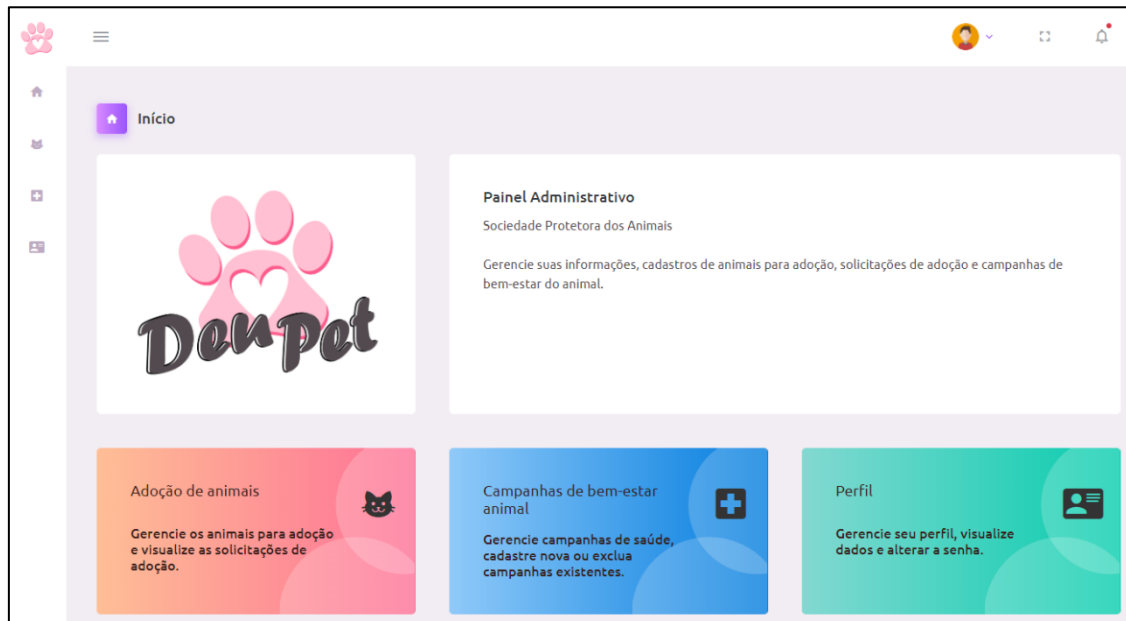 Início
DenPet
Painel Administrativo
Sociedade Protetora dos Animais
Gerencie suas informações, cadastros de animais para adoção, solicitações de adoção e campanhas de
bem-estar do animal.
Adoção de animais
Gerencie os animais para adoção
e visualize as solicitações de
adoção.
Campanhas de bem-estar
animal
Gerencie campanhas de saúde,
cadastre nova ou exclua
campanhas existentes.
Perfil
Gerencie seu perfil, visualize
dados e alterar a senha.